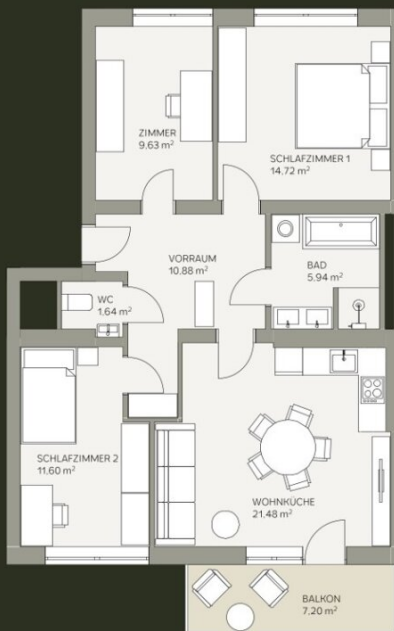 ZIMMER
9.63 m²
SCHLAFZIMMER 1
14.72 m²
VORRAUM
10.88 m²
BAD
5.94 m²
WC
1.64 m²
SCHLAFZIMMER 2
11.60 m²
WOHNKÜCHE
21.48 m²
BALKON
7.20 m²